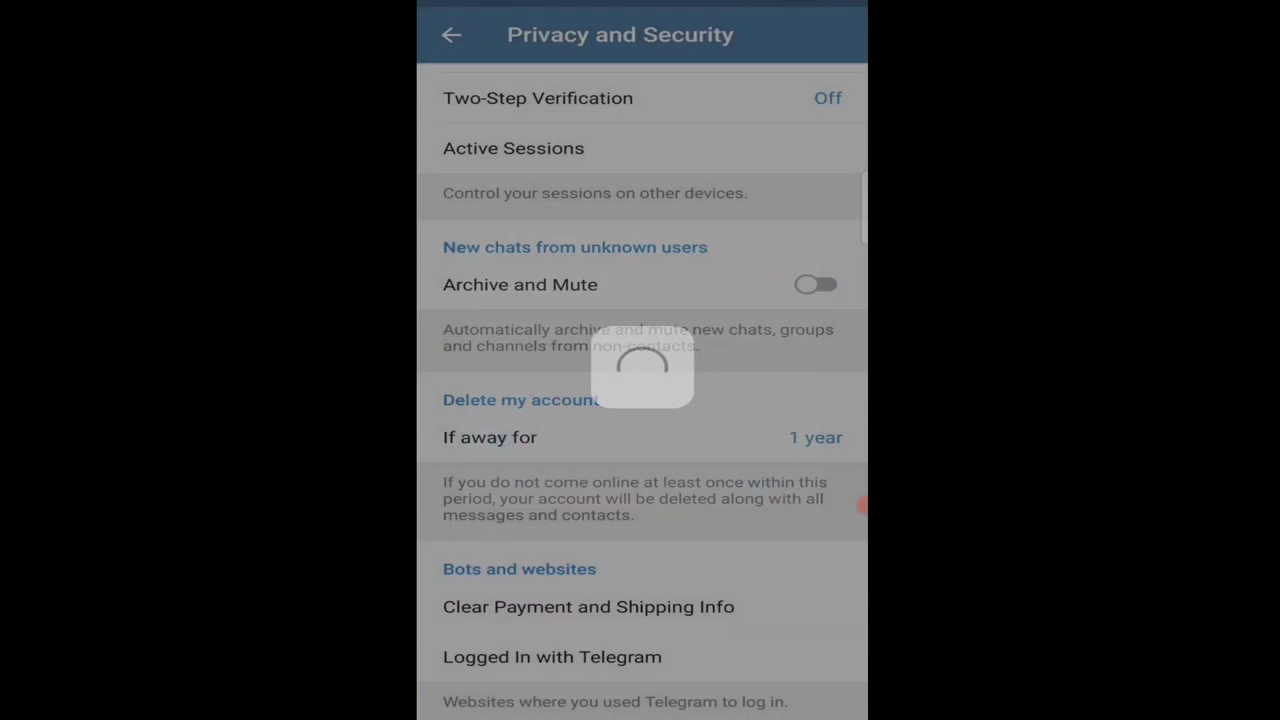 Privacy and Security
Two-Step Verification Off
Active Sessions
Control your sessions on other devices.
New chats from unknown users
Archive and Mute
Automatically archive and mute new chats, groups
and channels from non-contacts.
Delete my account
If away for 1 year
If you do not come online at least once within this
period, your account will be deleted along with all
messages and contacts.
Bots and websites
Clear Payment and Shipping Info
Logged In with Telegram
Websites where you used Telegram to log in.